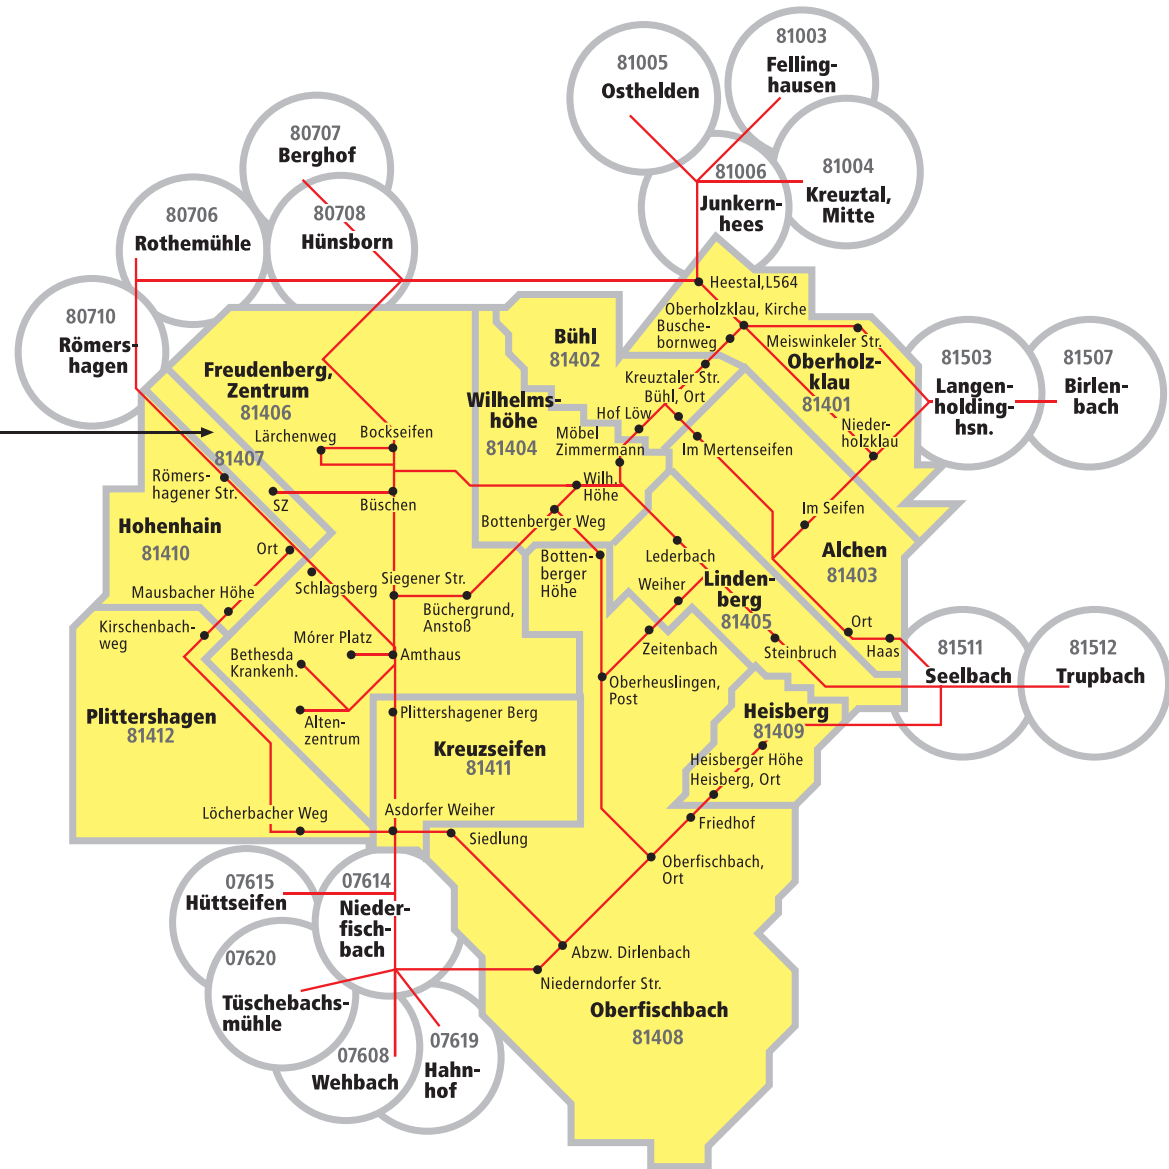 81003
Felling-
hausen
81005
Osthelden
81004
Kreuztal,
Mitte
81006
Junkern-
hees
80707
Berghof
80706
Rothemühle
80708
Hünsborn
80710
Römers-
hagen
Heestal,L564
Oberholzklau, Kirche
Busche-
bornweg
Meiswinkeler Str.
Oberholz-
klau
81401
Bühl
81402
Kreuztaler Str.
Bühl, Ort
81503
Langen-
holdingh-
hsn.
81507
Birlen-
bach
Freudenberg,
Zentrum
81406
Wilhelms-
höhe
81404
Hof Löw
Möbel
Zimmermann
Im Mertenseifen
Nieder-
holzklau
Lärchenweg
Bockseifen
81407
Römers-
hagener Str.
SZ
Büschen
Wilh.
Höhe
Bottenberger Weg
Im Seifen
Hohenhain
81410
Ort
Schlagsberg
Siegener Str.
Büchergrund,
Anstoß
Botten-
berger
Höhe
Lederbach
Weiher
Linden-
berg
81405
Alchen
81403
Mausbacher Höhe
Kirschenbach-
weg
Mórer Platz
Bethesda
Krankenh.
Amthaus
Zeitenbach
Steinbruch
Ort
Haas
81511
Seelbach
81512
Trupbach
Plittershagen
81412
Alten-
zentrum
Plittershagener Berg
Oberheuslingen,
Post
Heisberg
81409
Kreuzseifen
81411
Heisberger Höhe
Heisberg, Ort
Löcherbacher Weg
Asdorfer Weiher
Siedlung
Friedhof
Oberfischbach,
Ort
07615
Hüttseifen
07614
Nieder-
fisch-
bach
Abzw. Dirlenbach
Niederndorfer Str.
07620
Tüschebachs-
mühle
Oberfischbach
81408
07608
Wehbach
07619
Hahn-
hof